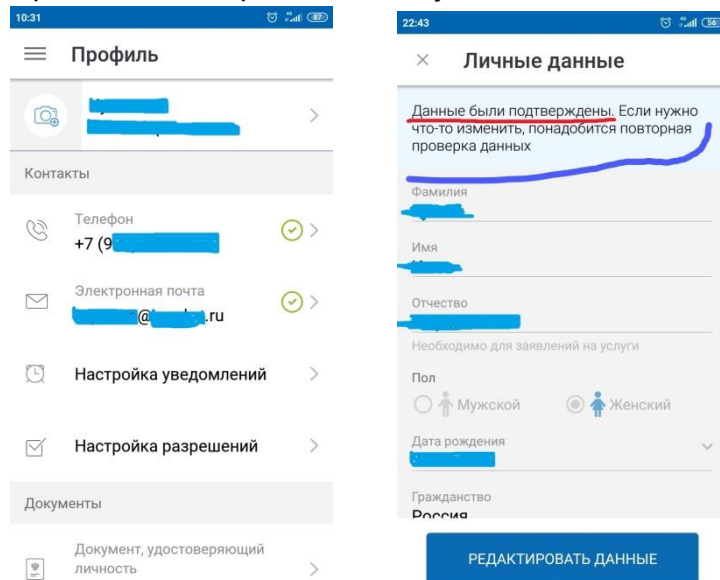 10:31
87
Профиль
Контакты
Телефон
+7 (9
Электронная почта
@
.ru
Настройка уведомлений
Настройка разрешений
Документы
Документ, удостоверяющий
личность
22:43
56
Личные данные
Данные были подтверждены. Если нужно
что-то изменить, понадобится повторная
проверка данных
Фамилия
Имя
Отчество
Необходимо для заявлений на услуги
Пол
Мужской Женский
Дата рождения
Гражданство
Россия
РЕДАКТИРОВАТЬ ДАННЫЕ